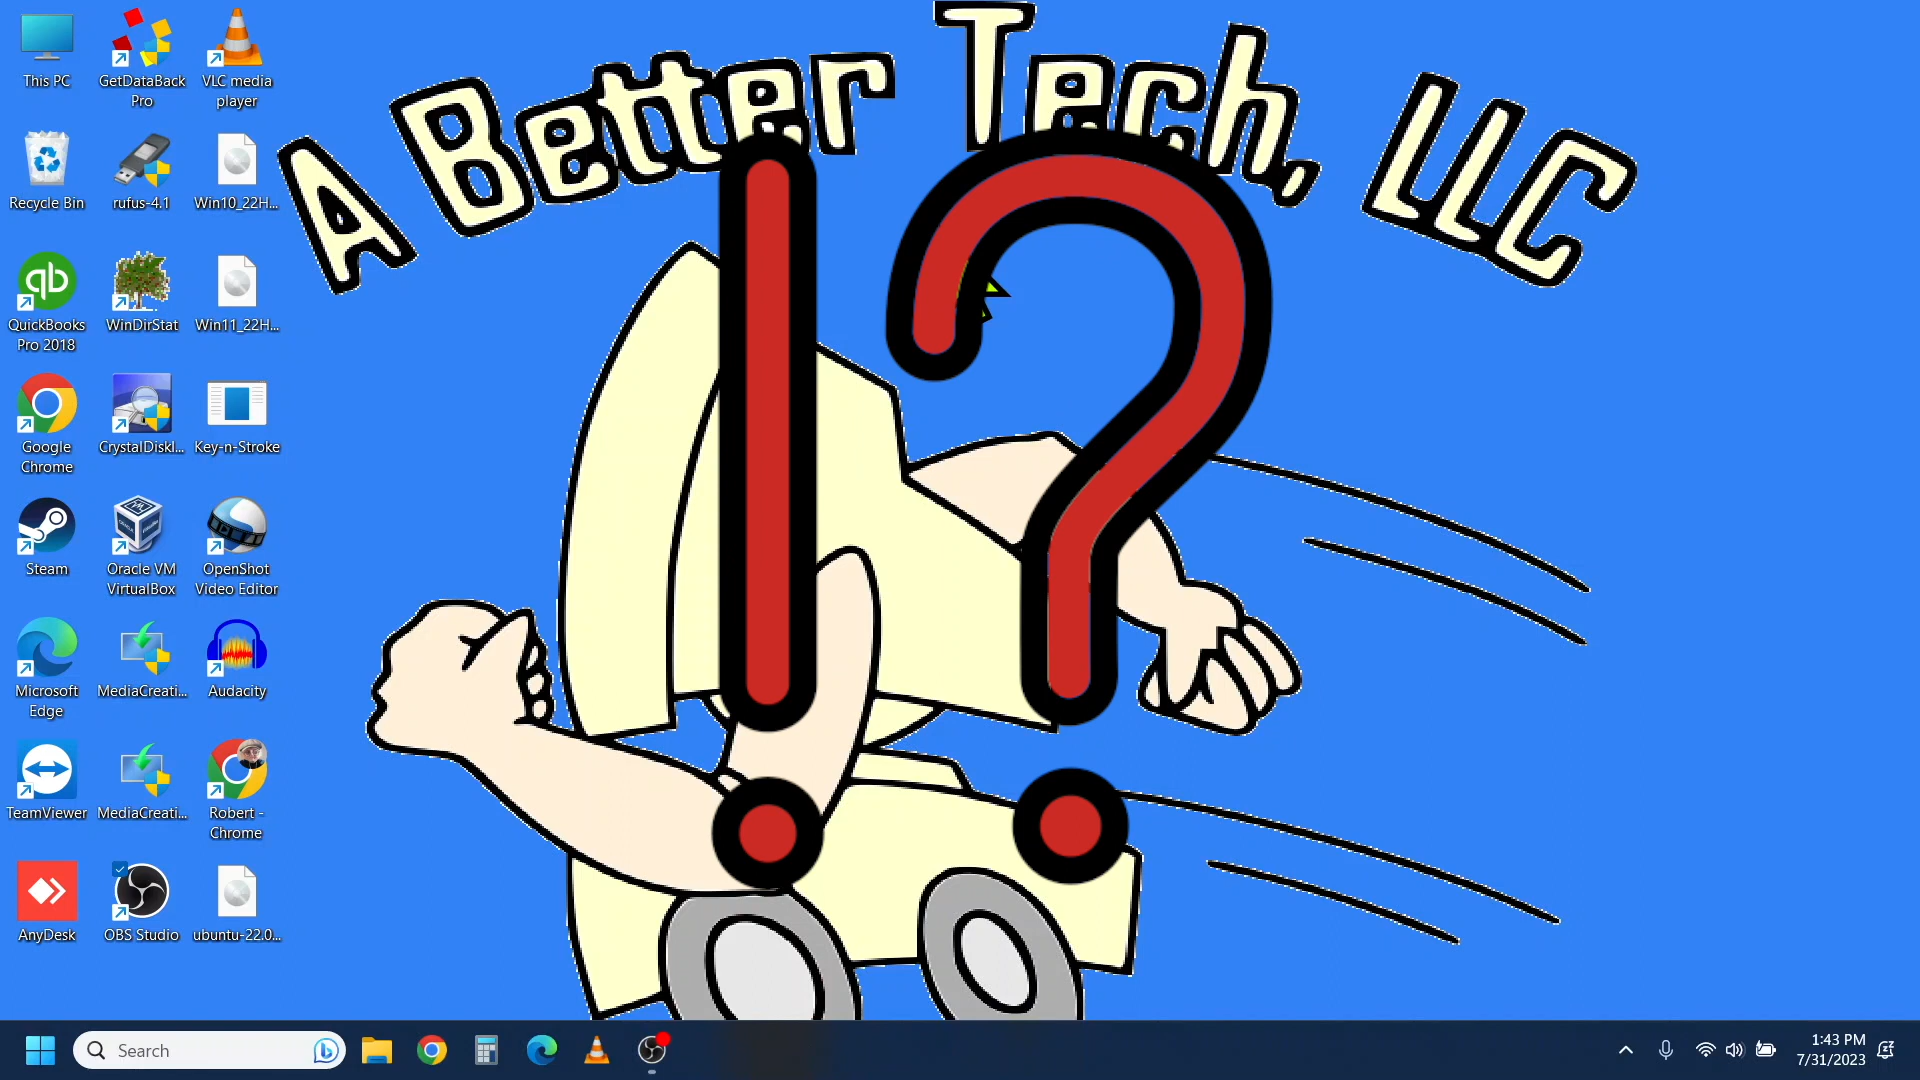 A Better Tech, LLC
!?
This PC
GetDataBack
Pro
VLC media
player
Recycle Bin
rufus-4.1
Win10_22H...
QuickBooks
Pro 2018
WinDirStat
Win11_22H...
Google
Chrome
CrystalDiskI...
Key-n-Stroke
Steam
Oracle VM
VirtualBox
OpenShot
Video Editor
Microsoft
Edge
MediaCreati...
Audacity
TeamViewer
MediaCreati...
Robert -
Chrome
AnyDesk
OBS Studio
ubuntu-22.0...
Search
1:43 PM
7/31/2023